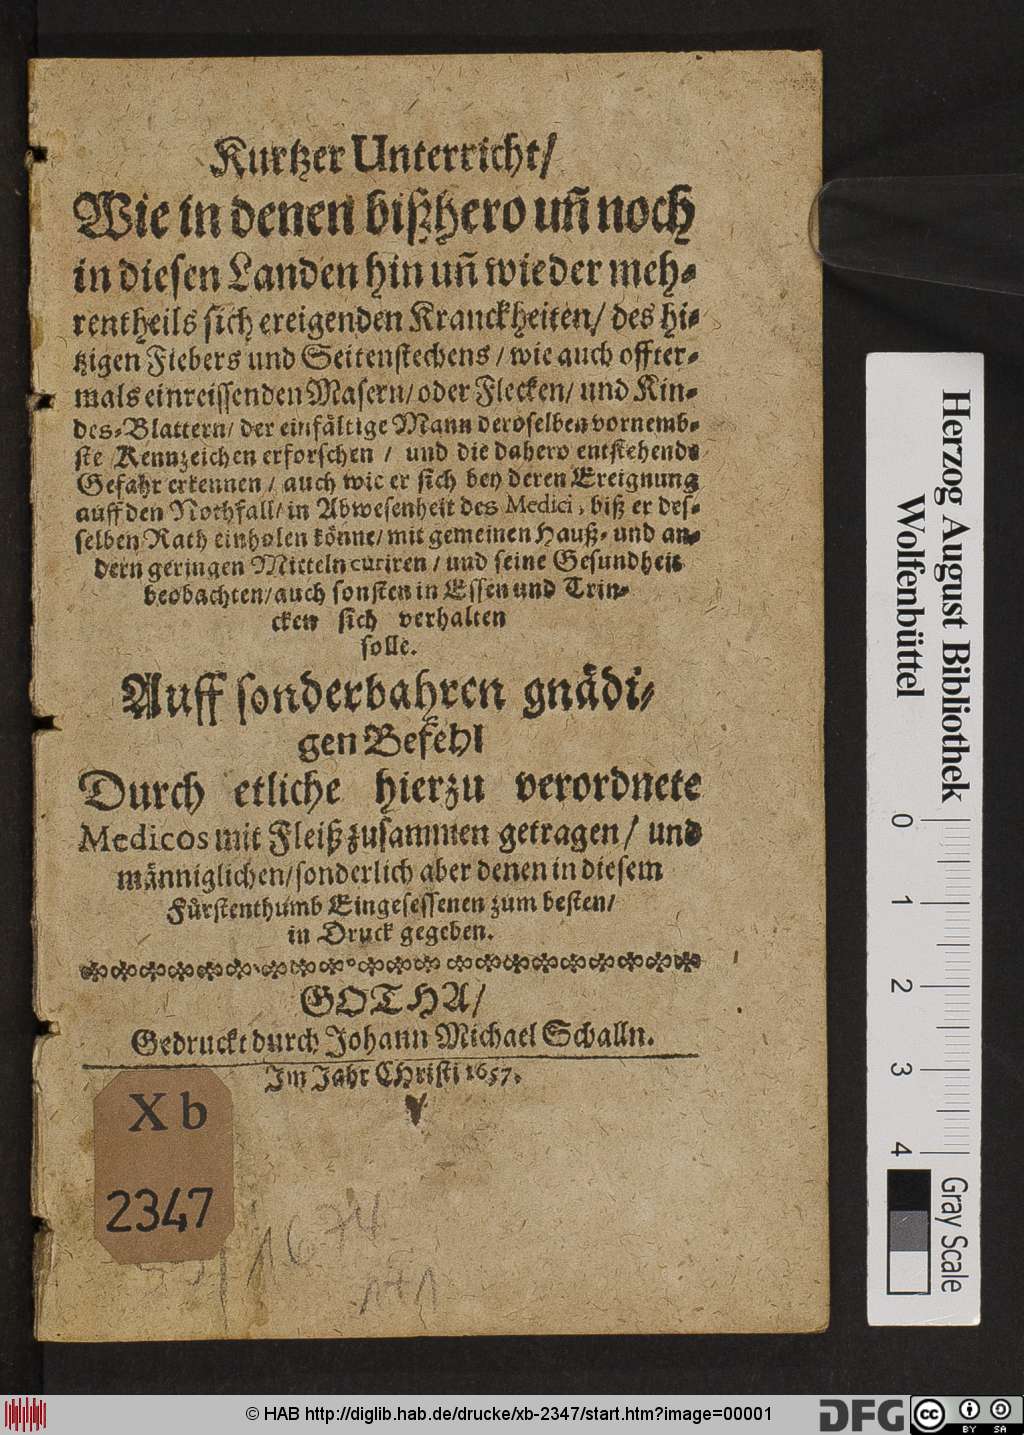 Kurtzer Unterricht/
Wie in denen bißhero uñ noch
in diesen Landen hin uñ wieder meh-
rentheils sich ereigenden Kranckheiten/ des hi-
tzigen Fiebers und Seitenstechens / wie auch offter-
mals einreissenden Masern/ oder Flecken/ und Kin-
des-Blattern/ der einfältige Mann deroselben vornemb-
ste Kennzeichen erforschen / und die dahero entstehende
Gefahr erkennen / auch wie er sich bey deren Ereignung
auff den Nothfall/ in Abwesenheit des Medici, biß er des-
selben Rath einholen könne/ mit gemeinen Hauß- und an-
dern geringen Mitteln curiren / und seine Gesundheit
beobachten/ auch sonsten in Essen und Trin-
cken sich verhalten
solle.
Auff sonderbahren gnädi-
gen Befehl
Durch etliche hierzu verordnete
Medicos mit Fleiß zusammen getragen/ und
männiglichen/ sonderlich aber denen in diesem
Fürstenthumb Eingesessenen zum besten/
in Druck gegeben.
GOTHA/
Gedruckt durch Johann Michael Schalln.
Im Jahr CHristi 1657.
Xb
2347
1674
1+1
Herzog August Bibliothek
Wolfenbüttel
0 1 2 3 4
Gray Scale
© HAB http://diglib.hab.de/drucke/xb-2347/start.htm?image=00001
DFG
cc BY SA